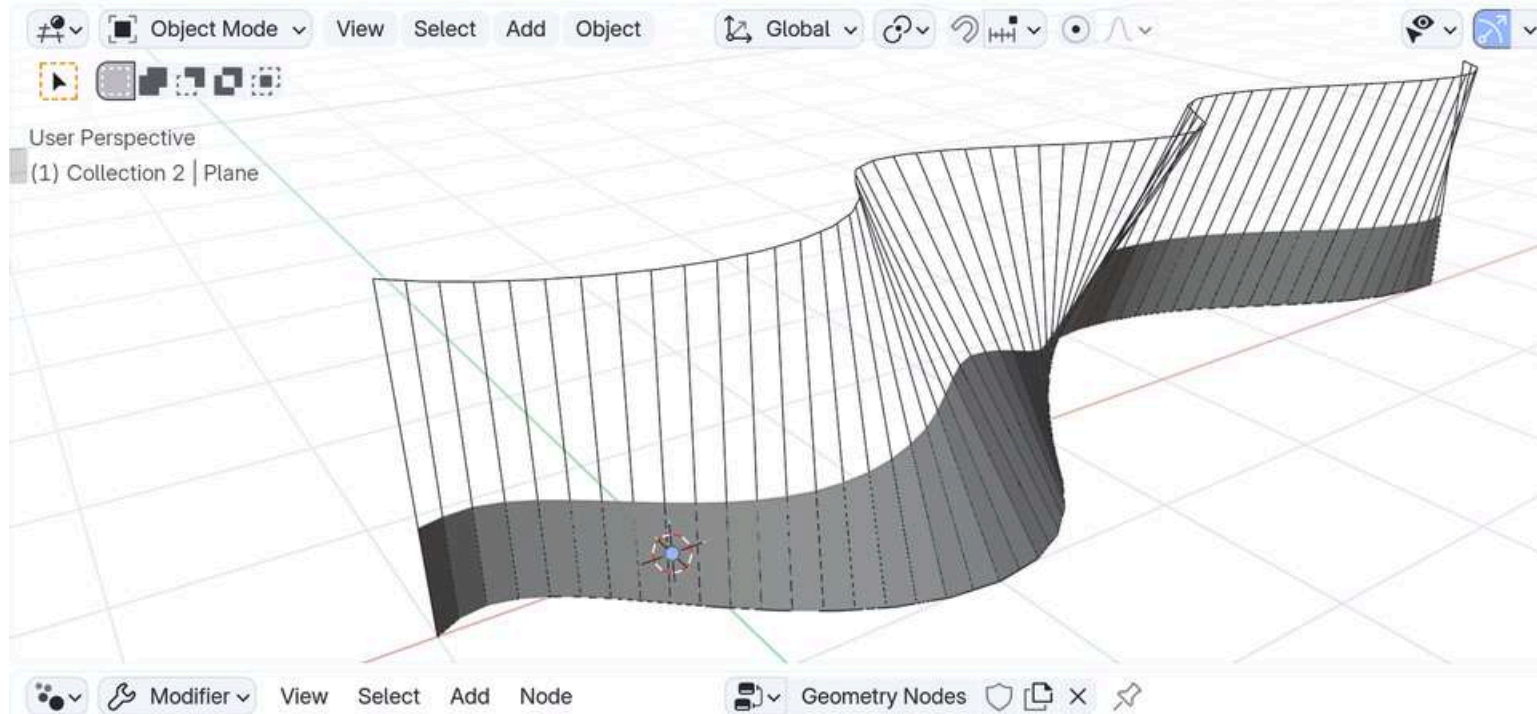 Object Mode View Select Add Object Global
User Perspective
(1) Collection 2 | Plane
Modifier View Select Add Node Geometry Nodes